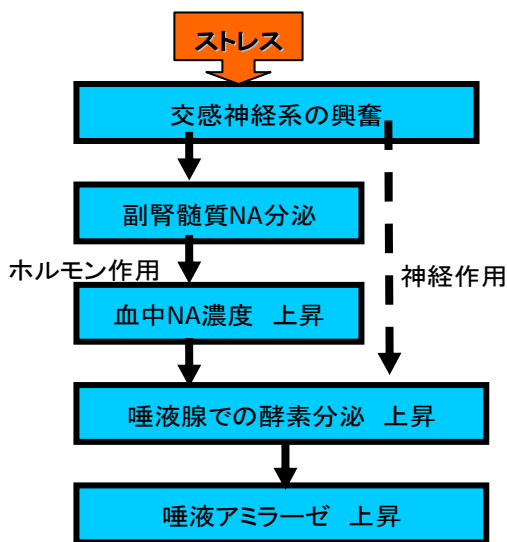 ストレス
交感神経系の興奮
副腎髄質NA分泌
ホルモン作用
神経作用
血中NA濃度 上昇
唾液腺での酵素分泌 上昇
唾液アミラーゼ 上昇